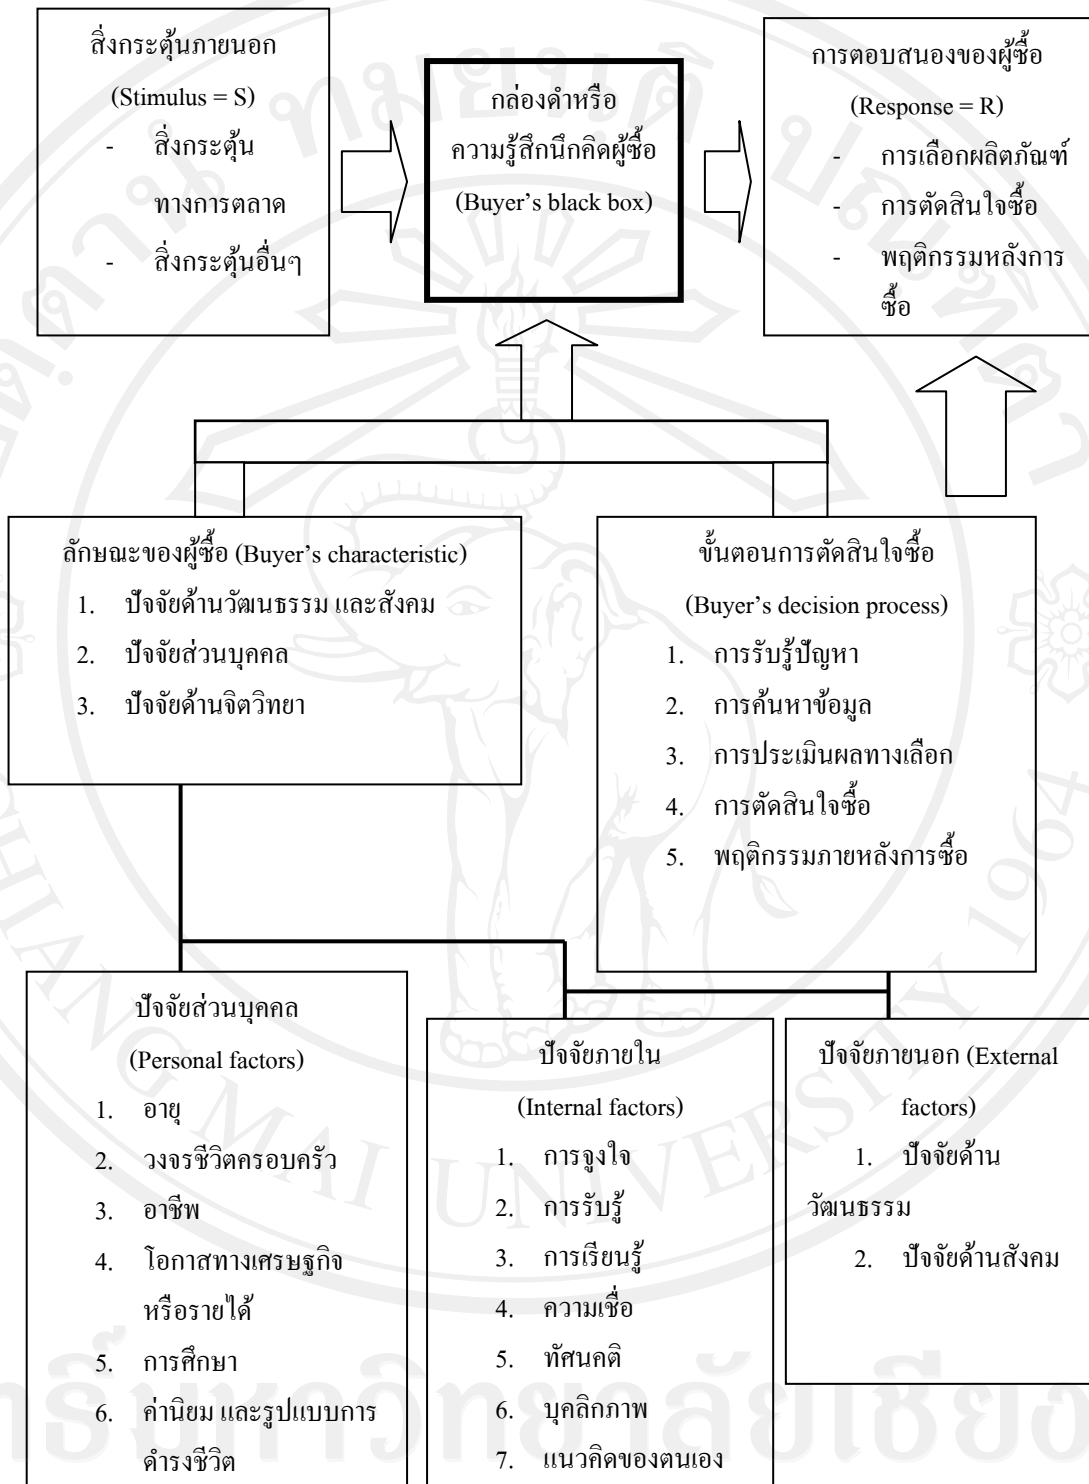 สิ่งกระตุ้นภายนอก
(Stimulus = S)
- สิ่งกระตุ้น
ทางการตลาด
- สิ่งกระตุ้นอื่นๆ
กล่องดำหรือ
ความรู้สึกนึกคิดผู้ซื้อ
(Buyer's black box)
การตอบสนองของผู้ซื้อ
(Response = R)
- การเลือกผลิตภัณฑ์
- การตัดสินใจซื้อ
- พฤติกรรมหลังการ
ซื้อ
ลักษณะของผู้ซื้อ (Buyer's characteristic)
1. ปัจจัยด้านวัฒนธรรม และสังคม
2. ปัจจัยส่วนบุคคล
3. ปัจจัยด้านจิตวิทยา
ขั้นตอนการตัดสินใจซื้อ
(Buyer's decision process)
1. การรับรู้ปัญหา
2. การค้นหาข้อมูล
3. การประเมินผลทางเลือก
4. การตัดสินใจซื้อ
5. พฤติกรรมภายหลังการซื้อ
ปัจจัยส่วนบุคคล
(Personal factors)
1. อายุ
2. วงจรชีวิตครอบครัว
3. อาชีพ
4. โอกาสทางเศรษฐกิจ
หรือรายได้
5. การศึกษา
6. ค่านิยม และรูปแบบการ
ดำรงชีวิต
ปัจจัยภายใน
(Internal factors)
1. การจูงใจ
2. การรับรู้
3. การเรียนรู้
4. ความเชื่อ
5. ทัศนคติ
6. บุคลิกภาพ
7. แนวคิดของตนเอง
ปัจจัยภายนอก (External
factors)
1. ปัจจัยด้าน
วัฒนธรรม
2. ปัจจัยด้านสังคม
CHIANG MAI UNIVERSITY 1964